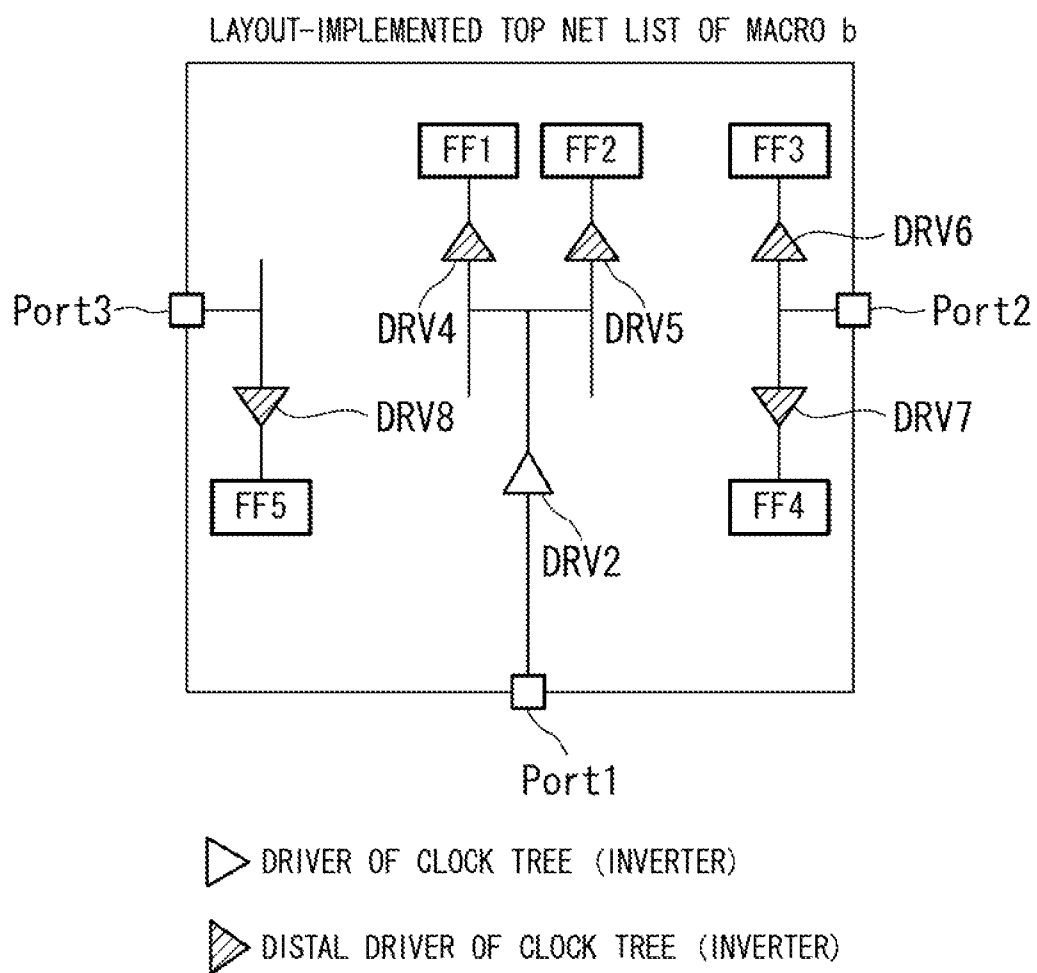 LAYOUT-IMPLEMENTED TOP NET LIST OF MACRO b
FF1
FF2
FF3
DRV6
Port3
DRV4
DRV5
Port2
DRV8
DRV7
FF5
FF4
DRV2
Port1
DRIVER OF CLOCK TREE (INVERTER)
DISTAL DRIVER OF CLOCK TREE (INVERTER)